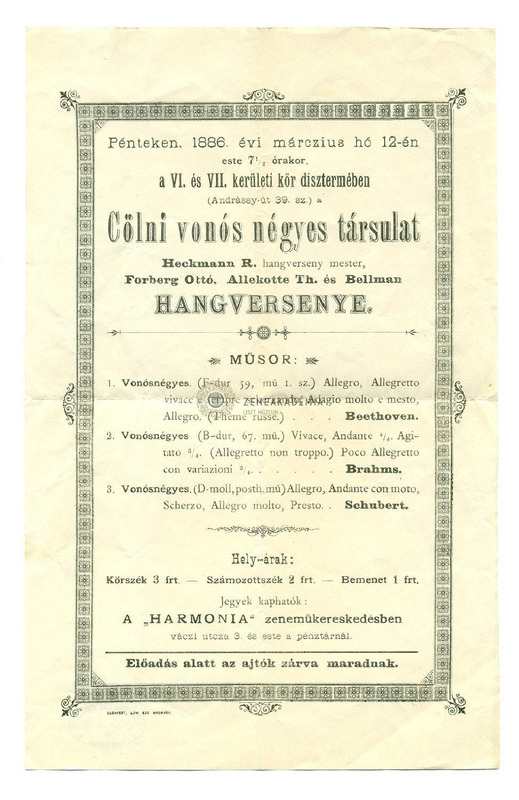 Pénteken, 1886. évi márczius hó 12-én
este 7½ órakor,
a VI. és VII. kerületi kör disztermében
(Andrássy-út 39. sz.) a
Cölni vonós négyes társulat
Heckmann R. hangverseny mester,
Forberg Ottó, Allekotte Th. és Bellman
HANGVERSENYE.
MŰSOR:
1. Vonósnégyes. (F-dur 59, mű 1. sz.) Allegro, Allegretto
vivace e sempre Adagio molto e mesto,
Allegro. (Théme russe.) . . . . Beethoven.
ZENEAKADÉMIA
LISZT MÚZEUM
2. Vonósnégyes (B-dur, 67. mű.) Vivace, Andante ⁴/₄. Agi-
tato ³/₄. (Allegretto non troppo.) Poco Allegretto
con variazioni ²/₄. . . . . . . Brahms.
3. Vonósnégyes, (D-moll, posth. mű) Allegro, Andante con moto,
Scherzo, Allegro molto, Presto. . Schubert.
Hely-árak:
Körszék 3 frt. — Számozottszék 2 frt. — Bemenet 1 frt.
Jegyek kaphatók:
A „HARMONIA" zeneműkereskedésben
váczi utcza 3. és este a pénztárnál.
Előadás alatt az ajtók zárva maradnak.